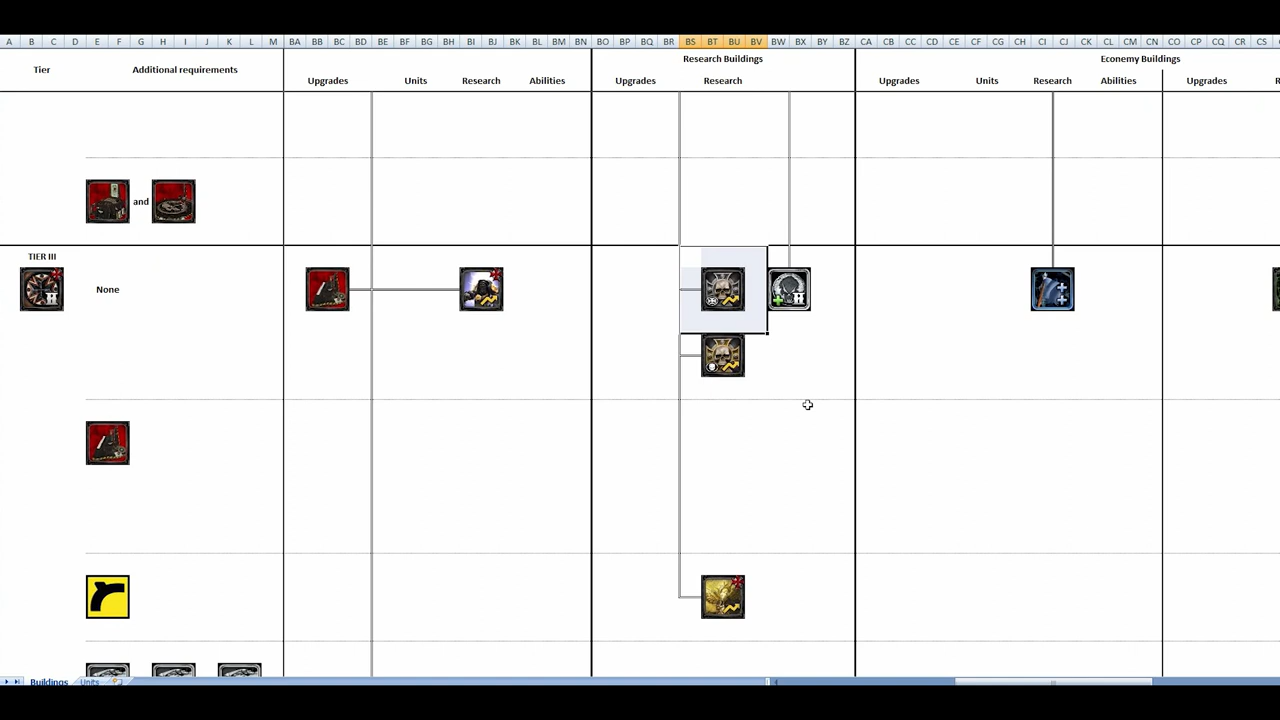 A B C D E F G H I J K L M BA BB BC BD BE BF BG BH BI BJ BK BL BM BN BO BP BQ BR BS BT BU BV BW BX BY BZ CA CB CC CD CE CF CG CH CI CJ CK CL CM CN CO CP CQ CR CS
Research Buildings Economy Buildings
Tier Additional requirements
Upgrades Units Research Abilities Upgrades Research Upgrades Units Research Abilities Upgrades R
and
TIER III
None
Buildings Units